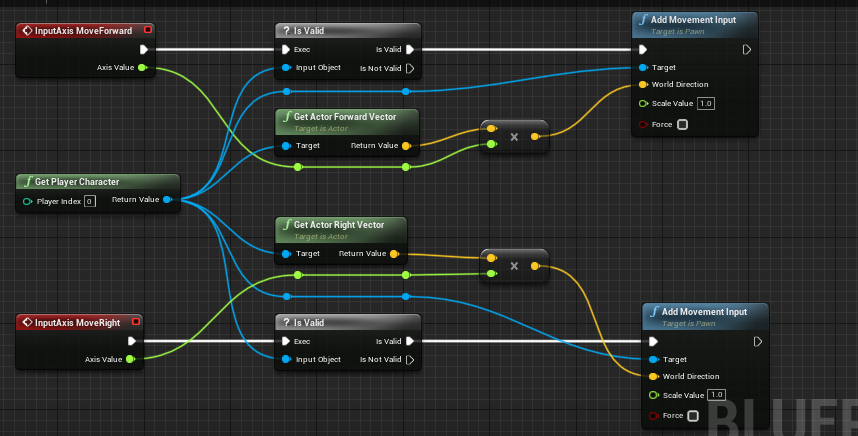 InputAxis MoveForward
Axis Value
? Is Valid
Exec
Is Valid
Input Object
Is Not Valid
f Add Movement Input
Target is Pawn
Target
World Direction
Scale Value 1.0
Force
f Get Actor Forward Vector
Target is Actor
Target
Return Value
×
f Get Player Character
Player Index 0
Return Value
f Get Actor Right Vector
Target is Actor
Target
Return Value
×
InputAxis MoveRight
Axis Value
? Is Valid
Exec
Is Valid
Input Object
Is Not Valid
f Add Movement Input
Target is Pawn
Target
World Direction
Scale Value 1.0
Force
BLUEP